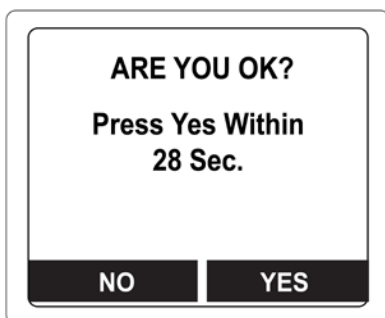 ARE YOU OK?
Press Yes Within
28 Sec.
NO YES